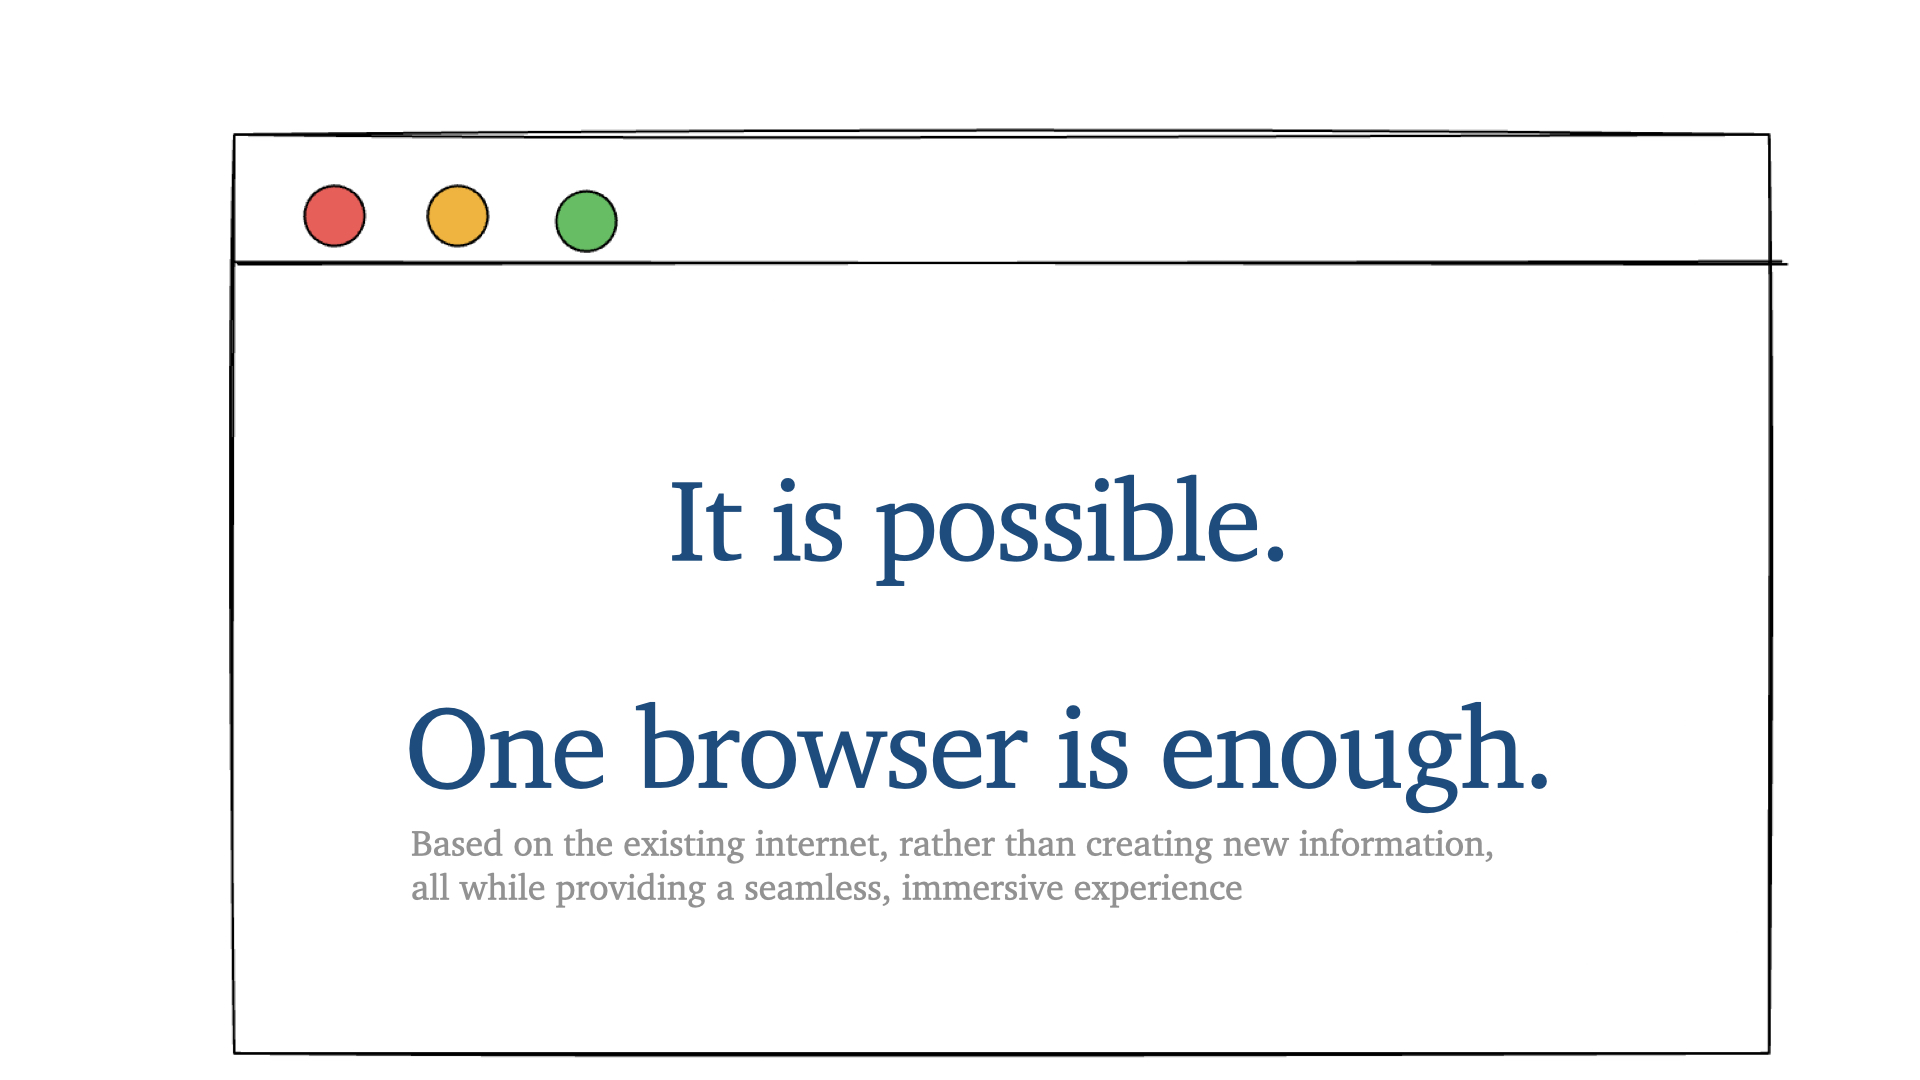 It is possible.
One browser is enough.
Based on the existing internet, rather than creating new information,
all while providing a seamless, immersive experience